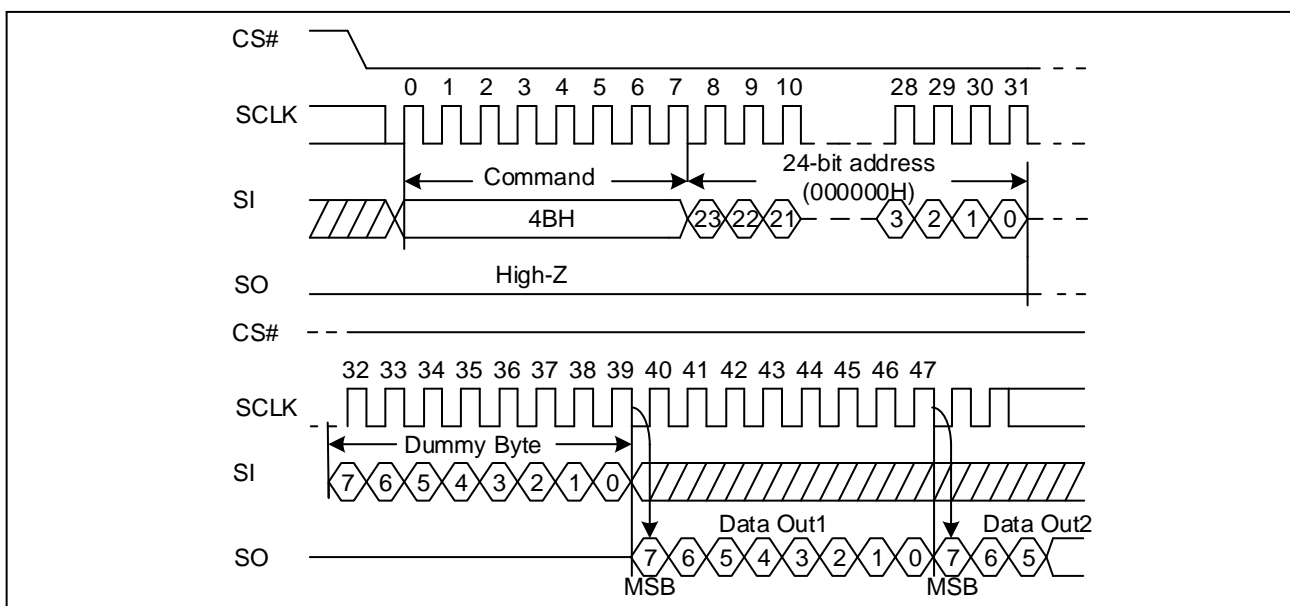 CS#
0 1 2 3 4 5 6 7 8 9 10 28 29 30 31
SCLK
Command 24-bit address
(000000H)
SI
4BH 23 22 21 3 2 1 0
High-Z
SO
CS#
32 33 34 35 36 37 38 39 40 41 42 43 44 45 46 47
SCLK
Dummy Byte
SI
7 6 5 4 3 2 1 0
Data Out1 Data Out2
SO
7 6 5 4 3 2 1 0 7 6 5
MSB MSB